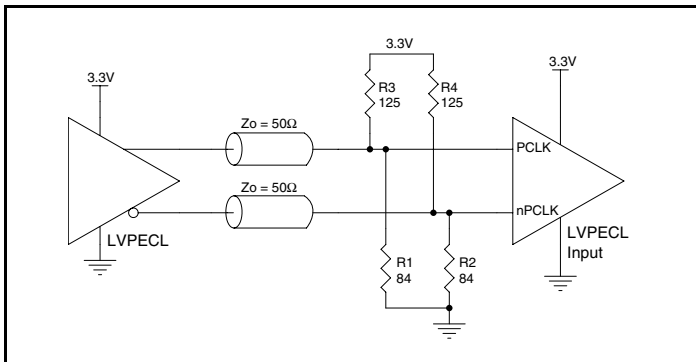 3.3V
R3
125
R4
125
3.3V
3.3V
Zo = 50Ω
PCLK
Zo = 50Ω
nPCLK
LVPECL
LVPECL
Input
R1
84
R2
84